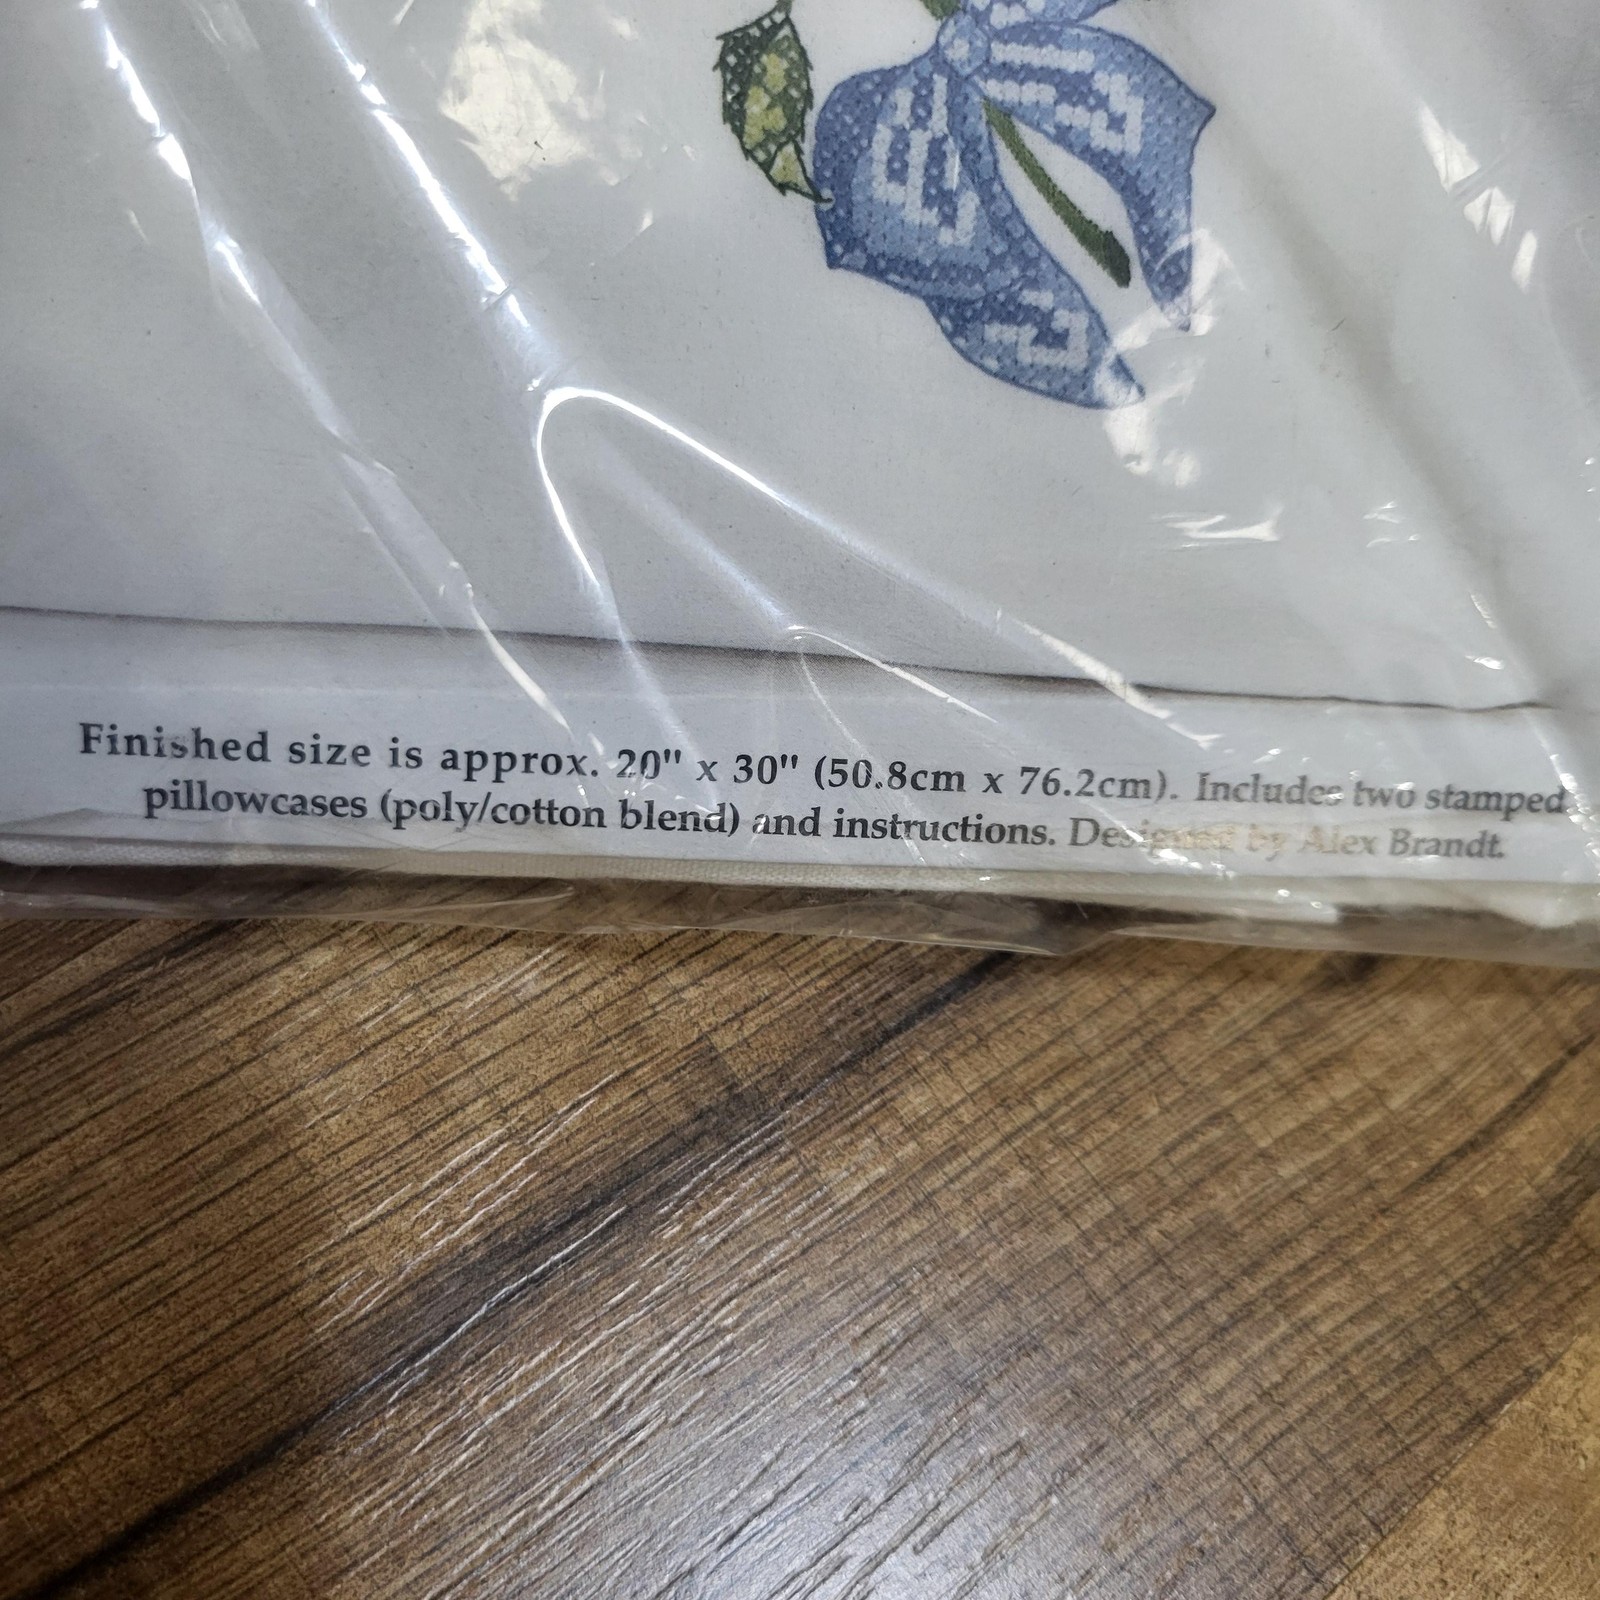 Finished size is approx. 20" x 30" (50.8cm x 76.2cm). Includes two stamped
pillowcases (poly/cotton blend) and instructions. Designed by Alex Brandt.